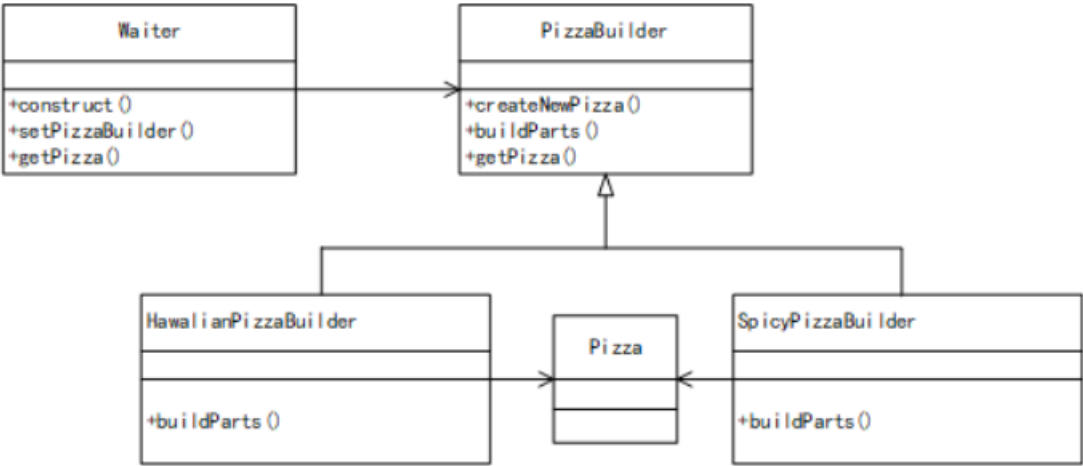 Waiter
+construct()
+setPizzaBuilder()
+getPizza()
PizzaBuilder
+createNewPizza()
+buildParts()
+getPizza()
HawalianPizzaBuilder
+buildParts()
Pizza
SpicyPizzaBuilder
+buildParts()